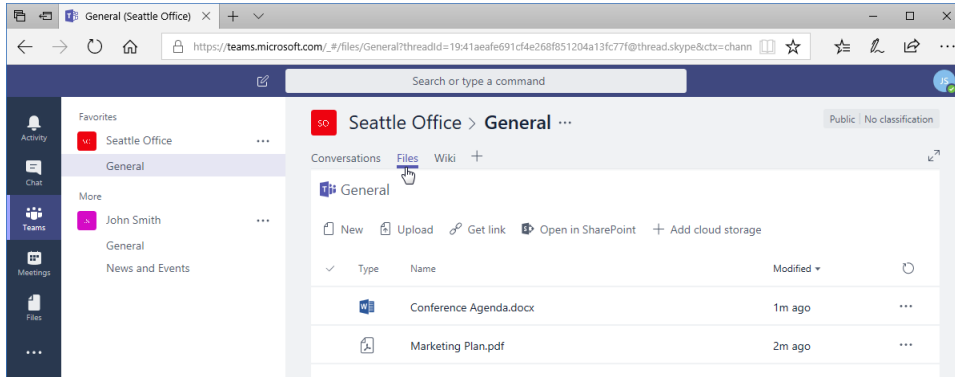 General (Seattle Office)
https://teams.microsoft.com/_#/files/General?threadId=19:41aeafe691cf4e268f851204a13fc77f@thread.skype&ctx=chann
Search or type a command
JS
Activity
Chat
Teams
Meetings
Files
Favorites
SO Seattle Office
General
More
John Smith
General
News and Events
SO Seattle Office > General
Public | No classification
Conversations Files Wiki
General
New Upload Get link Open in SharePoint Add cloud storage
Type Name Modified
Conference Agenda.docx 1m ago
Marketing Plan.pdf 2m ago